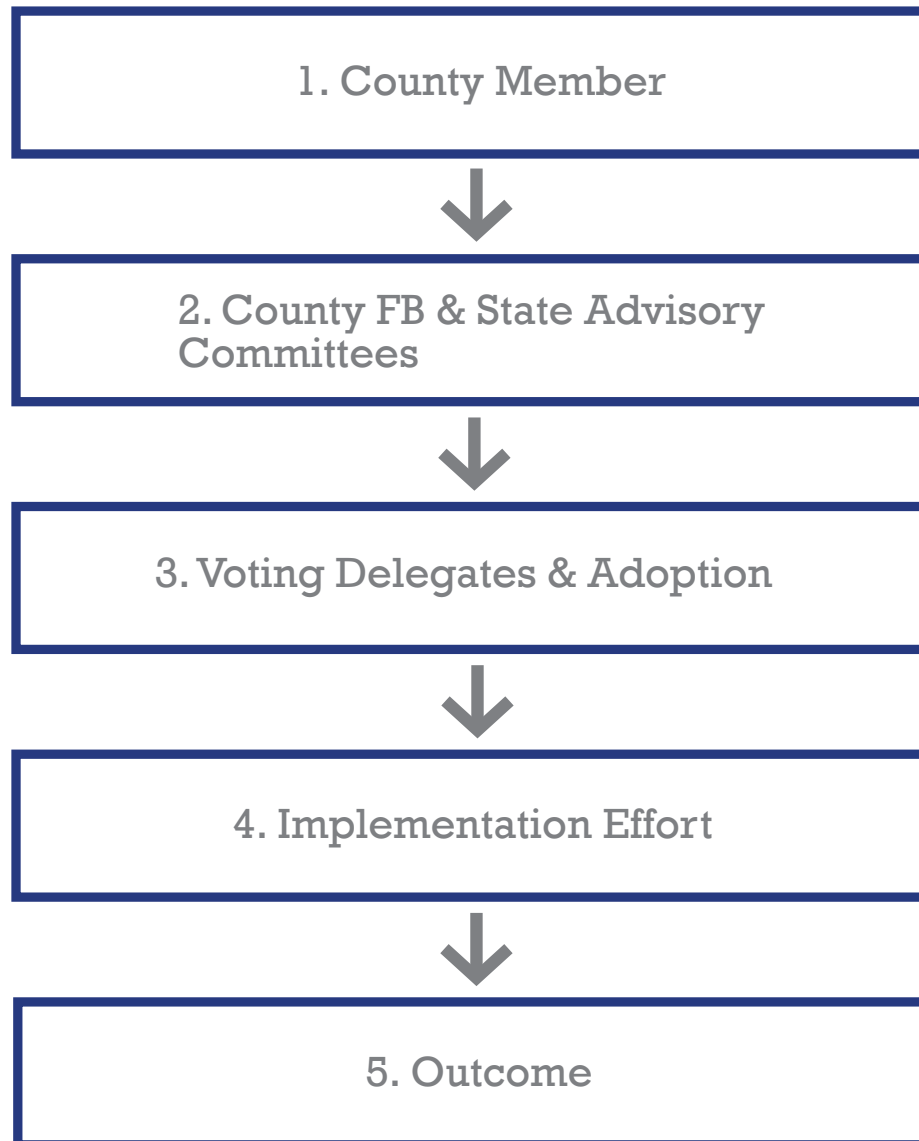 1. County Member
2. County FB & State Advisory
Committees
3. Voting Delegates & Adoption
4. Implementation Effort
5. Outcome